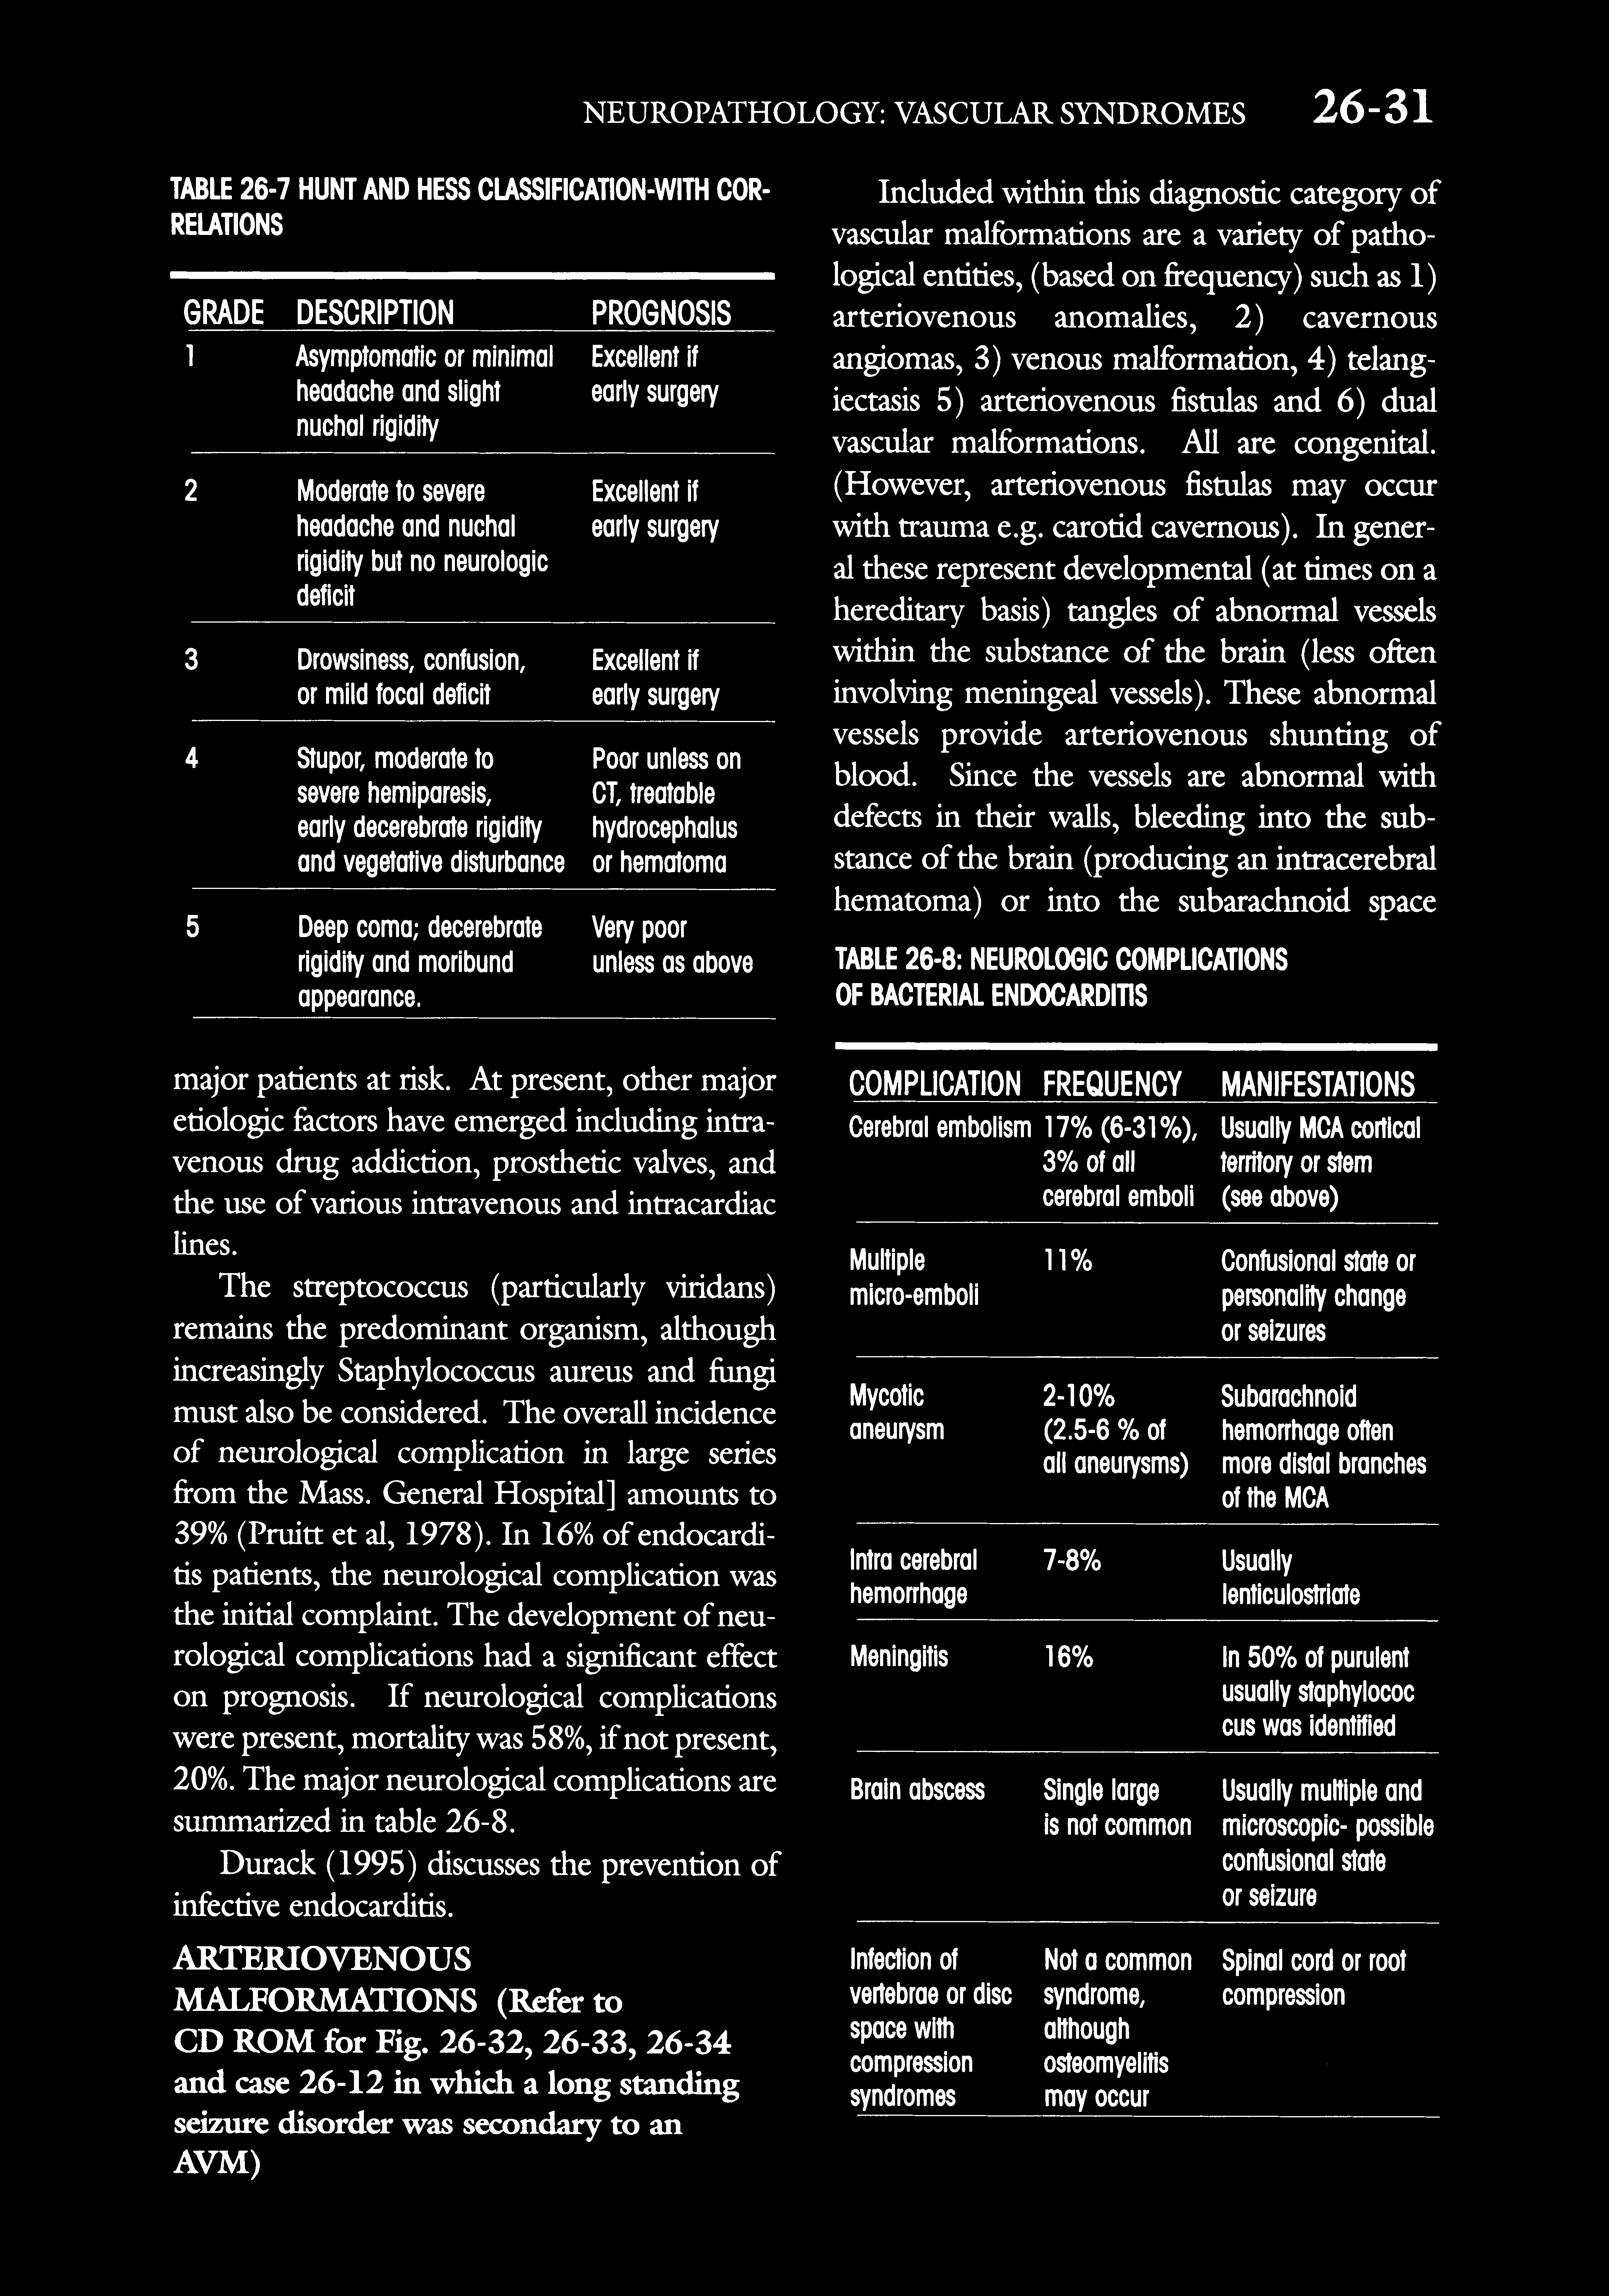 NEUROPATHOLOGY: VASCULAR SYNDROMES 26-31
TABLE 26-7 HUNT AND HESS CLASSIFICATION-WITH COR-
RELATIONS
GRADE DESCRIPTION PROGNOSIS
1 Asymptomatic or minimal Excellent if
headache and slight early surgery
nuchal rigidity
2 Moderate to severe Excellent if
headache and nuchal early surgery
rigidity but no neurologic
deficit
3 Drowsiness, confusion, Excellent if
or mild focal deficit early surgery
4 Stupor, moderate to Poor unless on
severe hemiparesis, CT, treatable
early decerebrate rigidity hydrocephalus
and vegetative disturbance or hematoma
5 Deep coma; decerebrate Very poor
rigidity and moribund unless as above
appearance.
major patients at risk. At present, other major
etiologic factors have emerged including intra-
venous drug addiction, prosthetic valves, and
the use of various intravenous and intracardiac
lines.
The streptococcus (particularly viridans)
remains the predominant organism, although
increasingly Staphylococcus aureus and fungi
must also be considered. The overall incidence
of neurological complication in large series
from the Mass. General Hospital] amounts to
39% (Pruitt et al, 1978). In 16% of endocardi-
tis patients, the neurological complication was
the initial complaint. The development of neu-
rological complications had a significant effect
on prognosis. If neurological complications
were present, mortality was 58%, if not present,
20%. The major neurological complications are
summarized in table 26-8.
Durack (1995) discusses the prevention of
infective endocarditis.
ARTERIOVENOUS
MALFORMATIONS (Refer to
CD ROM for Fig. 26-32, 26-33, 26-34
and case 26-12 in which a long standing
seizure disorder was secondary to an
AVM)
Included within this diagnostic category of
vascular malformations are a variety of patho-
logical entities, (based on frequency) such as 1)
arteriovenous anomalies, 2) cavernous
angiomas, 3) venous malformation, 4) telang-
iectasis 5) arteriovenous fistulas and 6) dual
vascular malformations. All are congenital.
(However, arteriovenous fistulas may occur
with trauma e.g. carotid cavernous). In gener-
al these represent developmental (at times on a
hereditary basis) tangles of abnormal vessels
within the substance of the brain (less often
involving meningeal vessels). These abnormal
vessels provide arteriovenous shunting of
blood. Since the vessels are abnormal with
defects in their walls, bleeding into the sub-
stance of the brain (producing an intracerebral
hematoma) or into the subarachnoid space
TABLE 26-8: NEUROLOGIC COMPLICATIONS
OF BACTERIAL ENDOCARDITIS
COMPLICATION FREQUENCY MANIFESTATIONS
Cerebral embolism 17% (6-31%), Usually MCA cortical
3% of all territory or stem
cerebral emboli (see above)
Multiple 11% Confusional state or
micro-emboli personality change
or seizures
Mycotic 2-10% Subarachnoid
aneurysm (2.5-6 % of hemorrhage often
all aneurysms) more distal branches
of the MCA
Intra cerebral 7-8% Usually
hemorrhage lenticulostriate
Meningitis 16% In 50% of purulent
usually staphylococ
cus was identified
Brain abscess Single large Usually multiple and
is not common microscopic- possible
confusional state
or seizure
Infection of Not a common Spinal cord or root
vertebrae or disc syndrome, compression
space with although
compression osteomyelitis
syndromes may occur